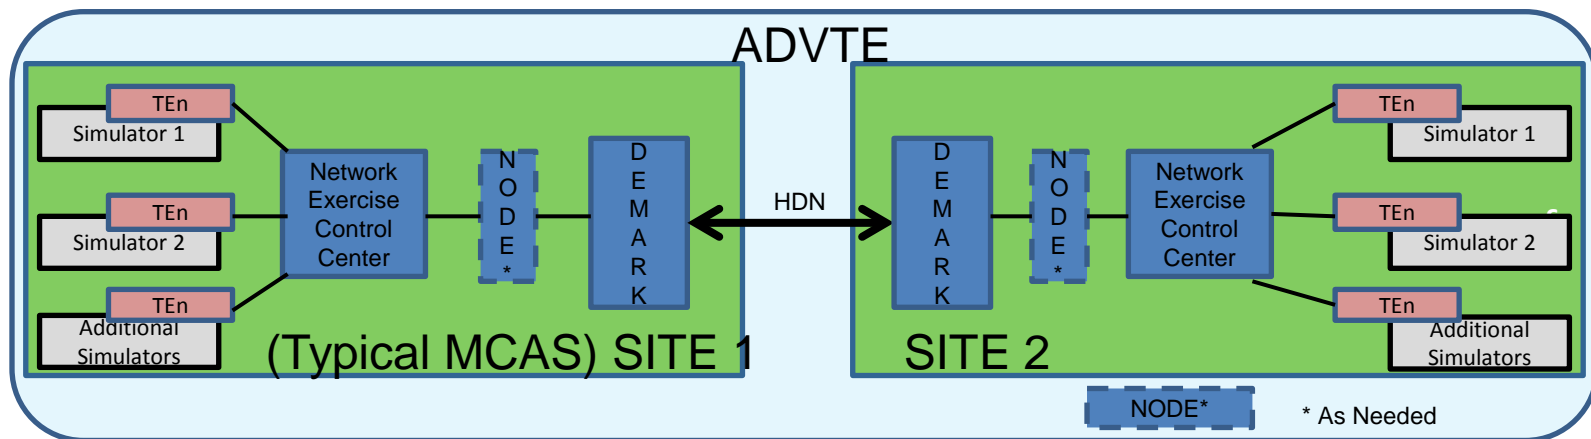 ADVTE
TEn
Simulator 1
TEn
Simulator 2
TEn
Additional
Simulators
Network
Exercise
Control
Center
N
O
D
E
*
D
E
M
A
R
K
(Typical MCAS) SITE 1
HDN
D
E
M
A
R
K
N
O
D
E
*
Network
Exercise
Control
Center
TEn
Simulator 1
TEn
Simulator 2
TEn
Additional
Simulators
SITE 2
NODE*
* As Needed